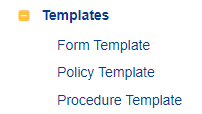 Templates
Form Template
Policy Template
Procedure Template